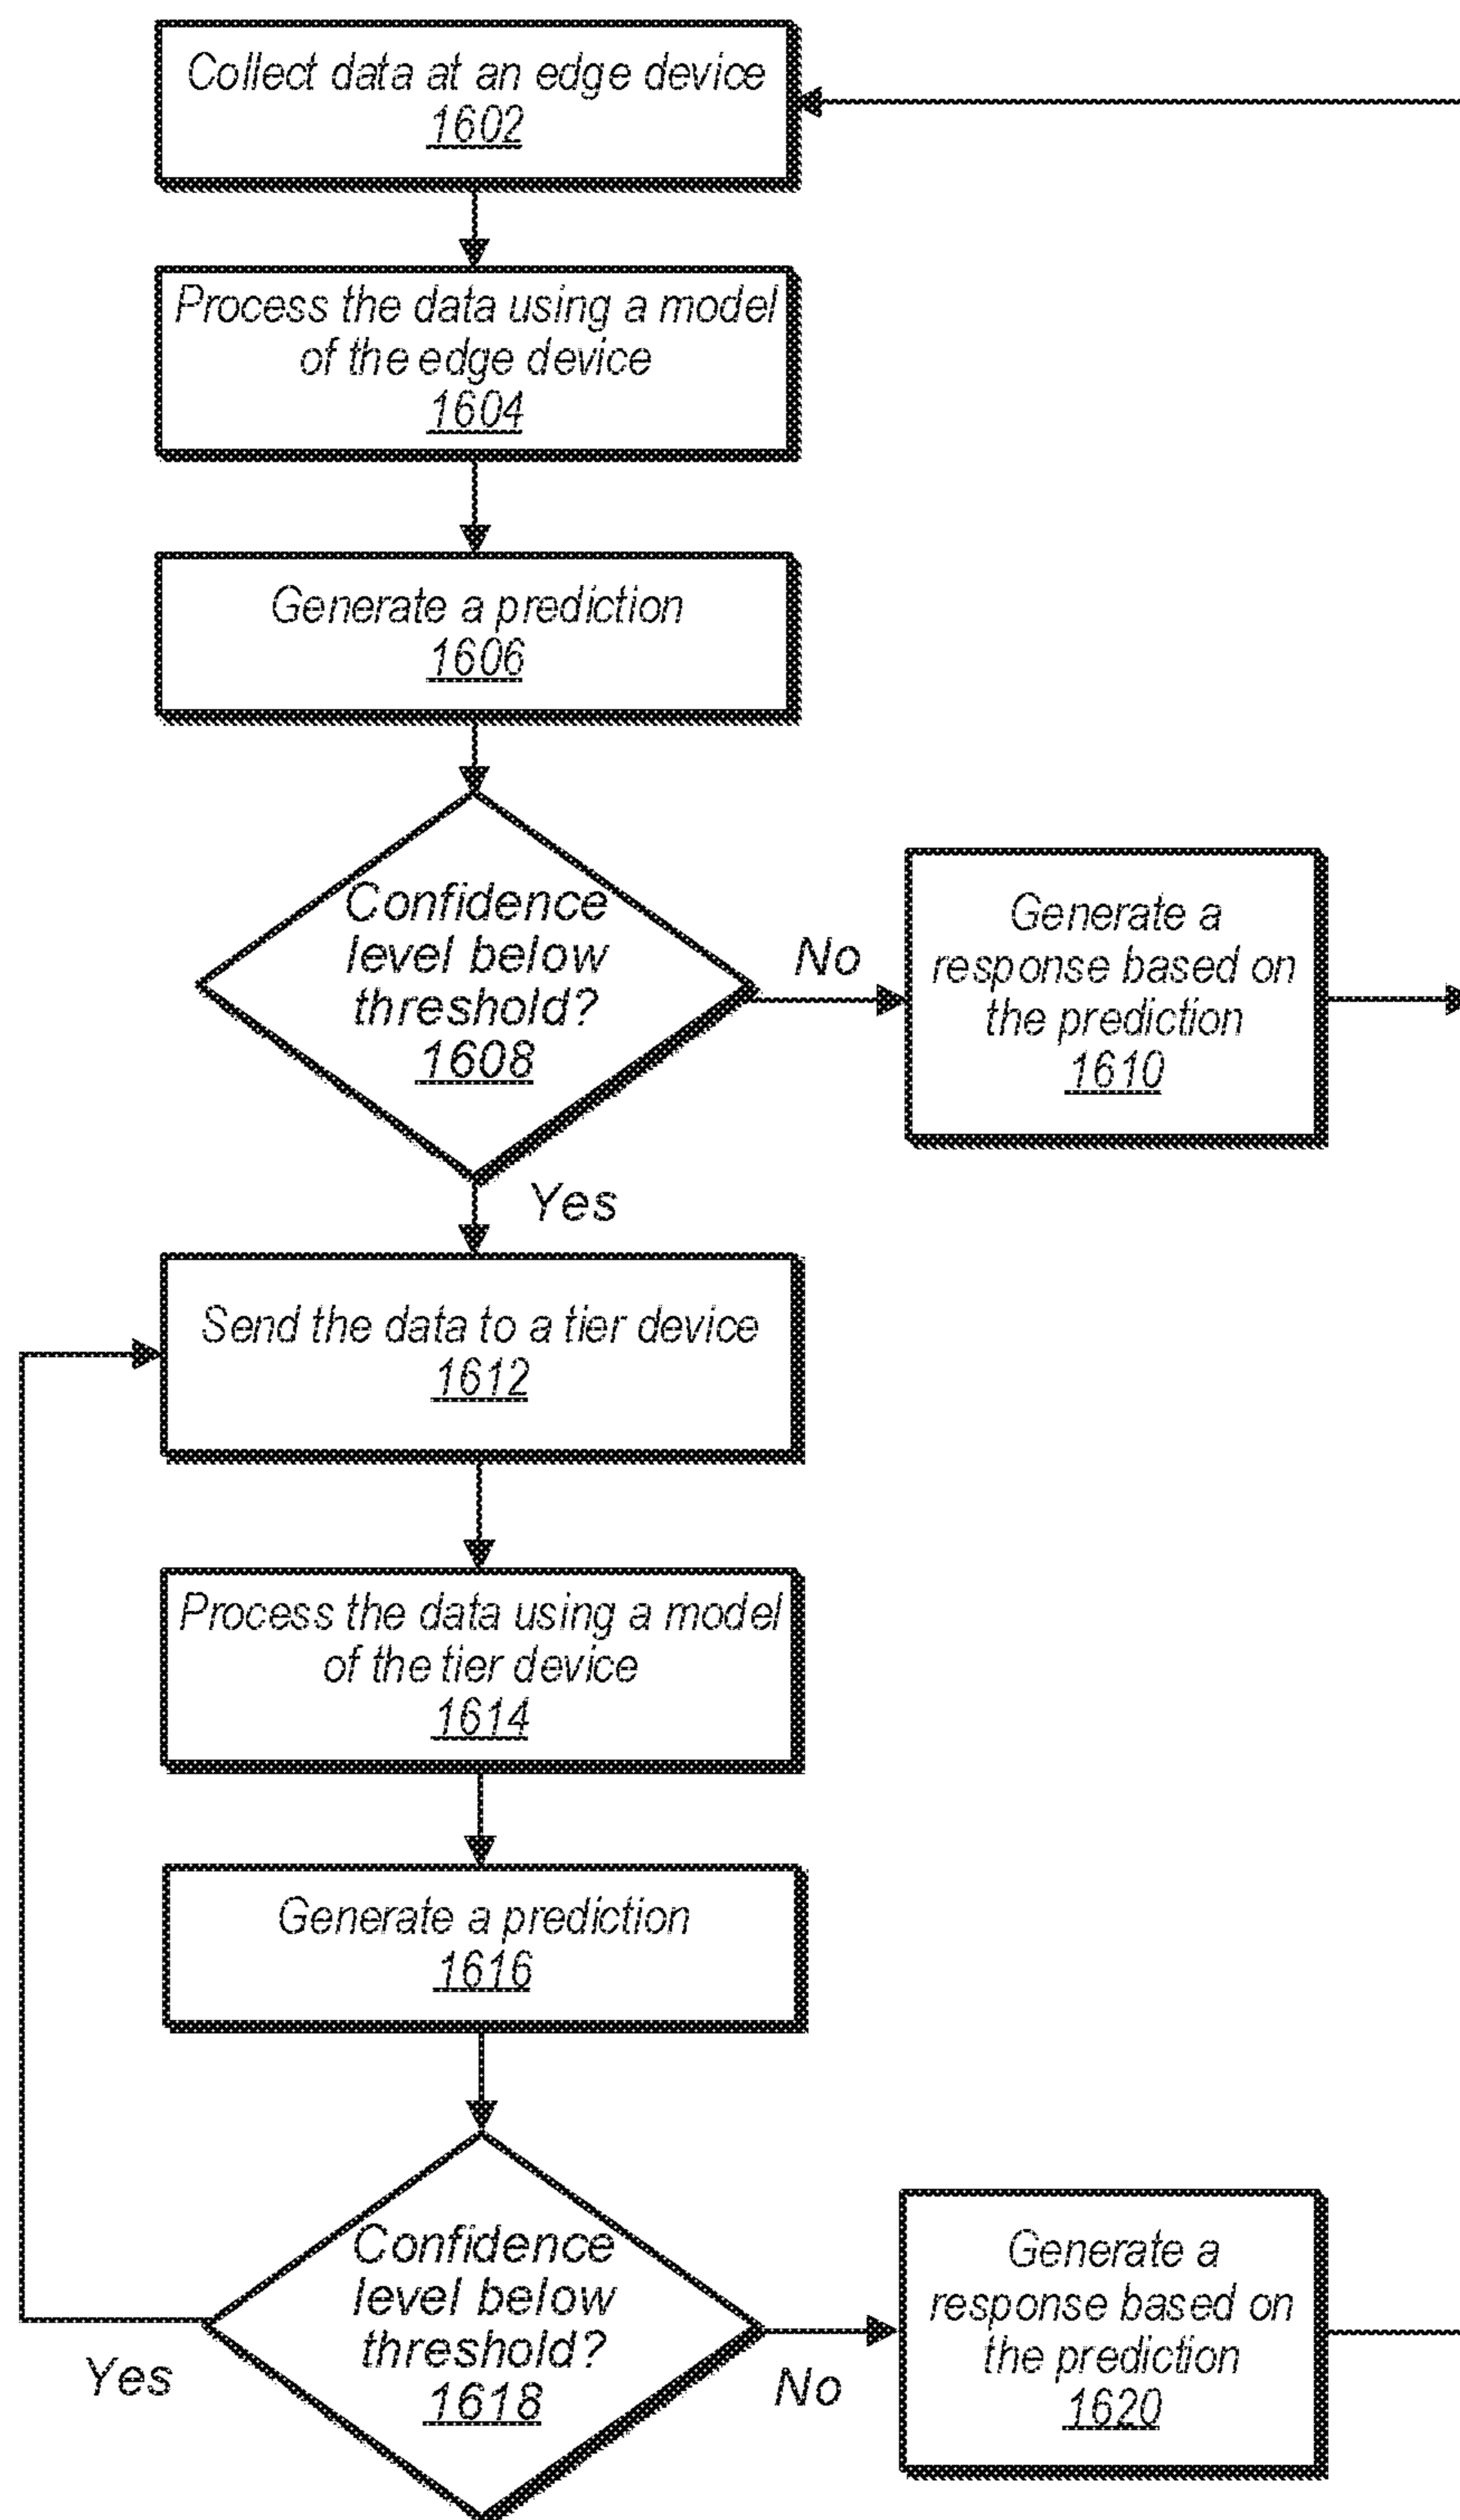 Collect data at an edge device
1602
Process the data using a model
of the edge device
1604
Generate a prediction
1606
Confidence
level below
threshold?
1608
No
Generate a
response based on
the prediction
1610
Yes
Send the data to a tier device
1612
Process the data using a model
of the tier device
1614
Generate a prediction
1616
Confidence
level below
threshold?
1618
Yes
No
Generate a
response based on
the prediction
1620